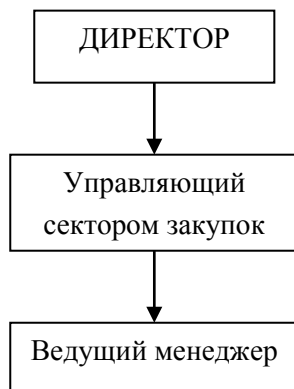 ДИРЕКТОР
Управляющий
сектором закупок
Ведущий менеджер